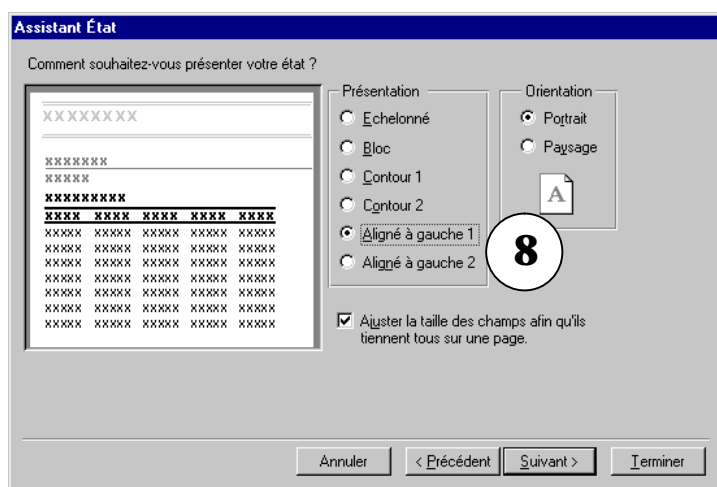 Assistant État
Comment souhaitez-vous présenter votre état ?
XXXXXXXX
XXXXXXX
XXXXX
XXXXXXXXX
XXXX XXXX XXXX XXXX XXXX
XXXXX XXXXX XXXXX XXXXX XXXXX
XXXXX XXXXX XXXXX XXXXX XXXXX
XXXXX XXXXX XXXXX XXXXX XXXXX
XXXXX XXXXX XXXXX XXXXX XXXXX
XXXXX XXXXX XXXXX XXXXX XXXXX
XXXXX XXXXX XXXXX XXXXX XXXXX
XXXXX XXXXX XXXXX XXXXX XXXXX
Présentation
Echelonné
Bloc
Contour 1
Contour 2
Aligné à gauche 1
Aligné à gauche 2
8
Orientation
Portrait
Paysage
A
Ajuster la taille des champs afin qu'ils
tiennent tous sur une page.
Annuler < Précédent Suivant > Terminer